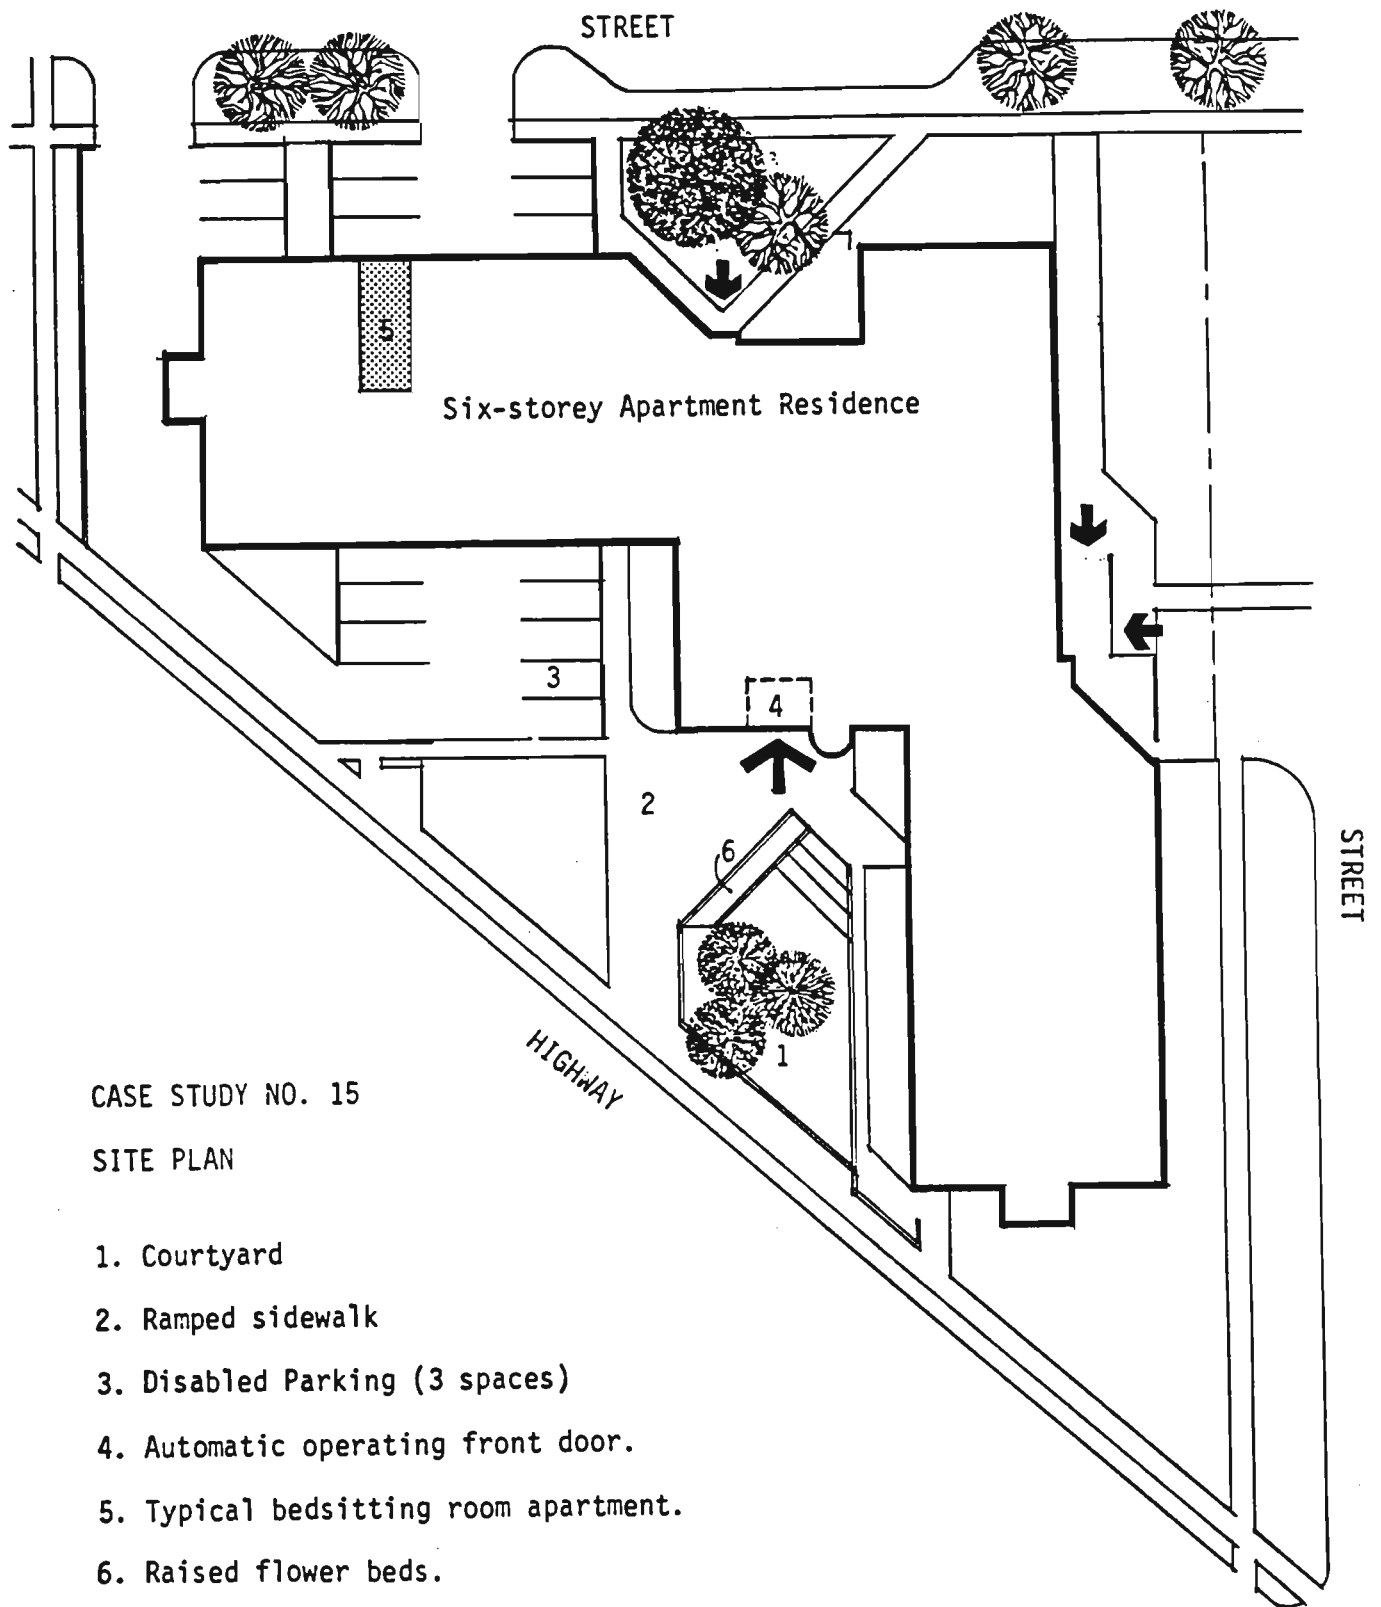 STREET
5
Six-storey Apartment Residence
3
4
2
6
STREET
1
HIGHWAY
CASE STUDY NO. 15
SITE PLAN
1. Courtyard
2. Ramped sidewalk
3. Disabled Parking (3 spaces)
4. Automatic operating front door.
5. Typical bedsitting room apartment.
6. Raised flower beds.